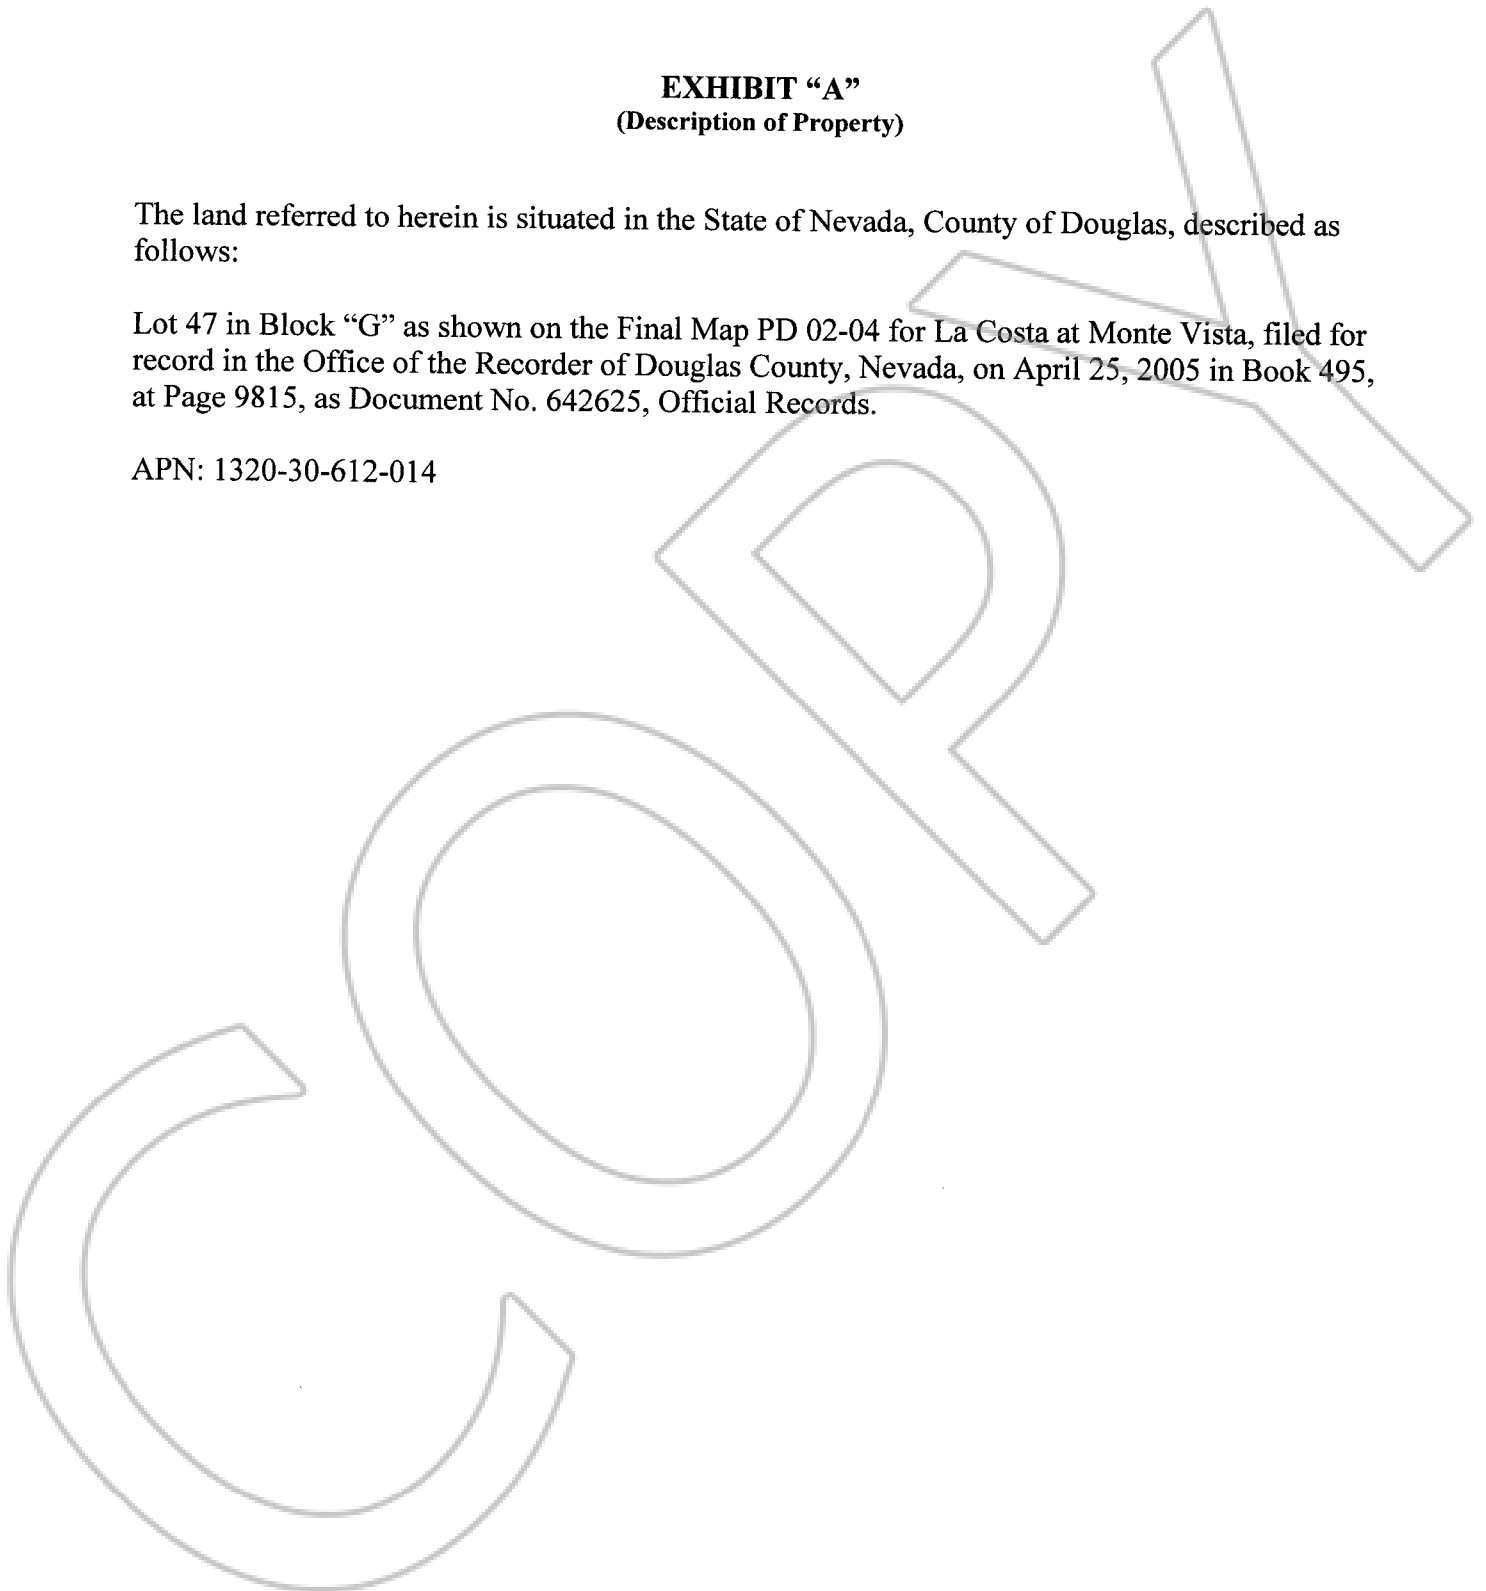 EXHIBIT “A”
(Description of Property)
The land referred to herein is situated in the State of Nevada, County of Douglas, described as
follows:
Lot 47 in Block “G” as shown on the Final Map PD 02-04 for La Costa at Monte Vista, filed for
record in the Office of the Recorder of Douglas County, Nevada, on April 25, 2005 in Book 495,
at Page 9815, as Document No. 642625, Official Records.
APN: 1320-30-612-014
COPY